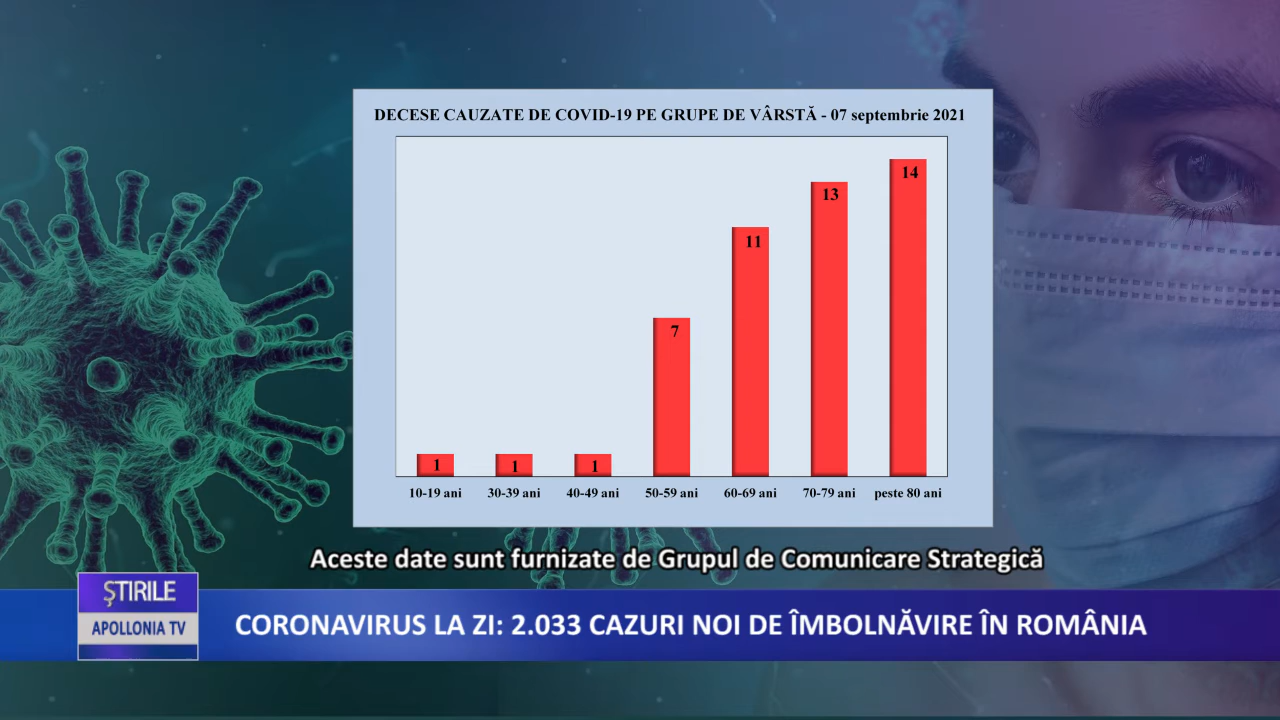 DECESE CAUZATE DE COVID-19 PE GRUPE DE VÂRSTĂ - 07 septembrie 2021
14
13
11
7
1
1
1
10-19 ani
30-39 ani
40-49 ani
50-59 ani
60-69 ani
70-79 ani
peste 80 ani
Aceste date sunt furnizate de Grupul de Comunicare Strategică
ŞTIRILE
APOLLONIA TV
CORONAVIRUS LA ZI: 2.033 CAZURI NOI DE ÎMBOLNĂVIRE ÎN ROMÂNIA